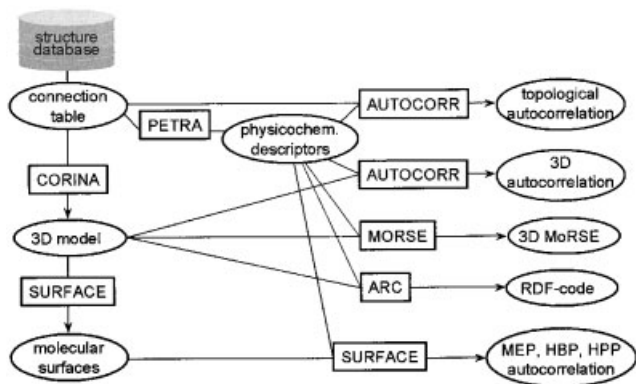 structure
database
connection
table
PETRA
physicochem.
descriptors
AUTOCORR
topological
autocorrelation
CORINA
AUTOCORR
3D
autocorrelation
3D model
MORSE
3D MoRSE
SURFACE
ARC
RDF-code
molecular
surfaces
SURFACE
MEP, HBP, HPP
autocorrelation